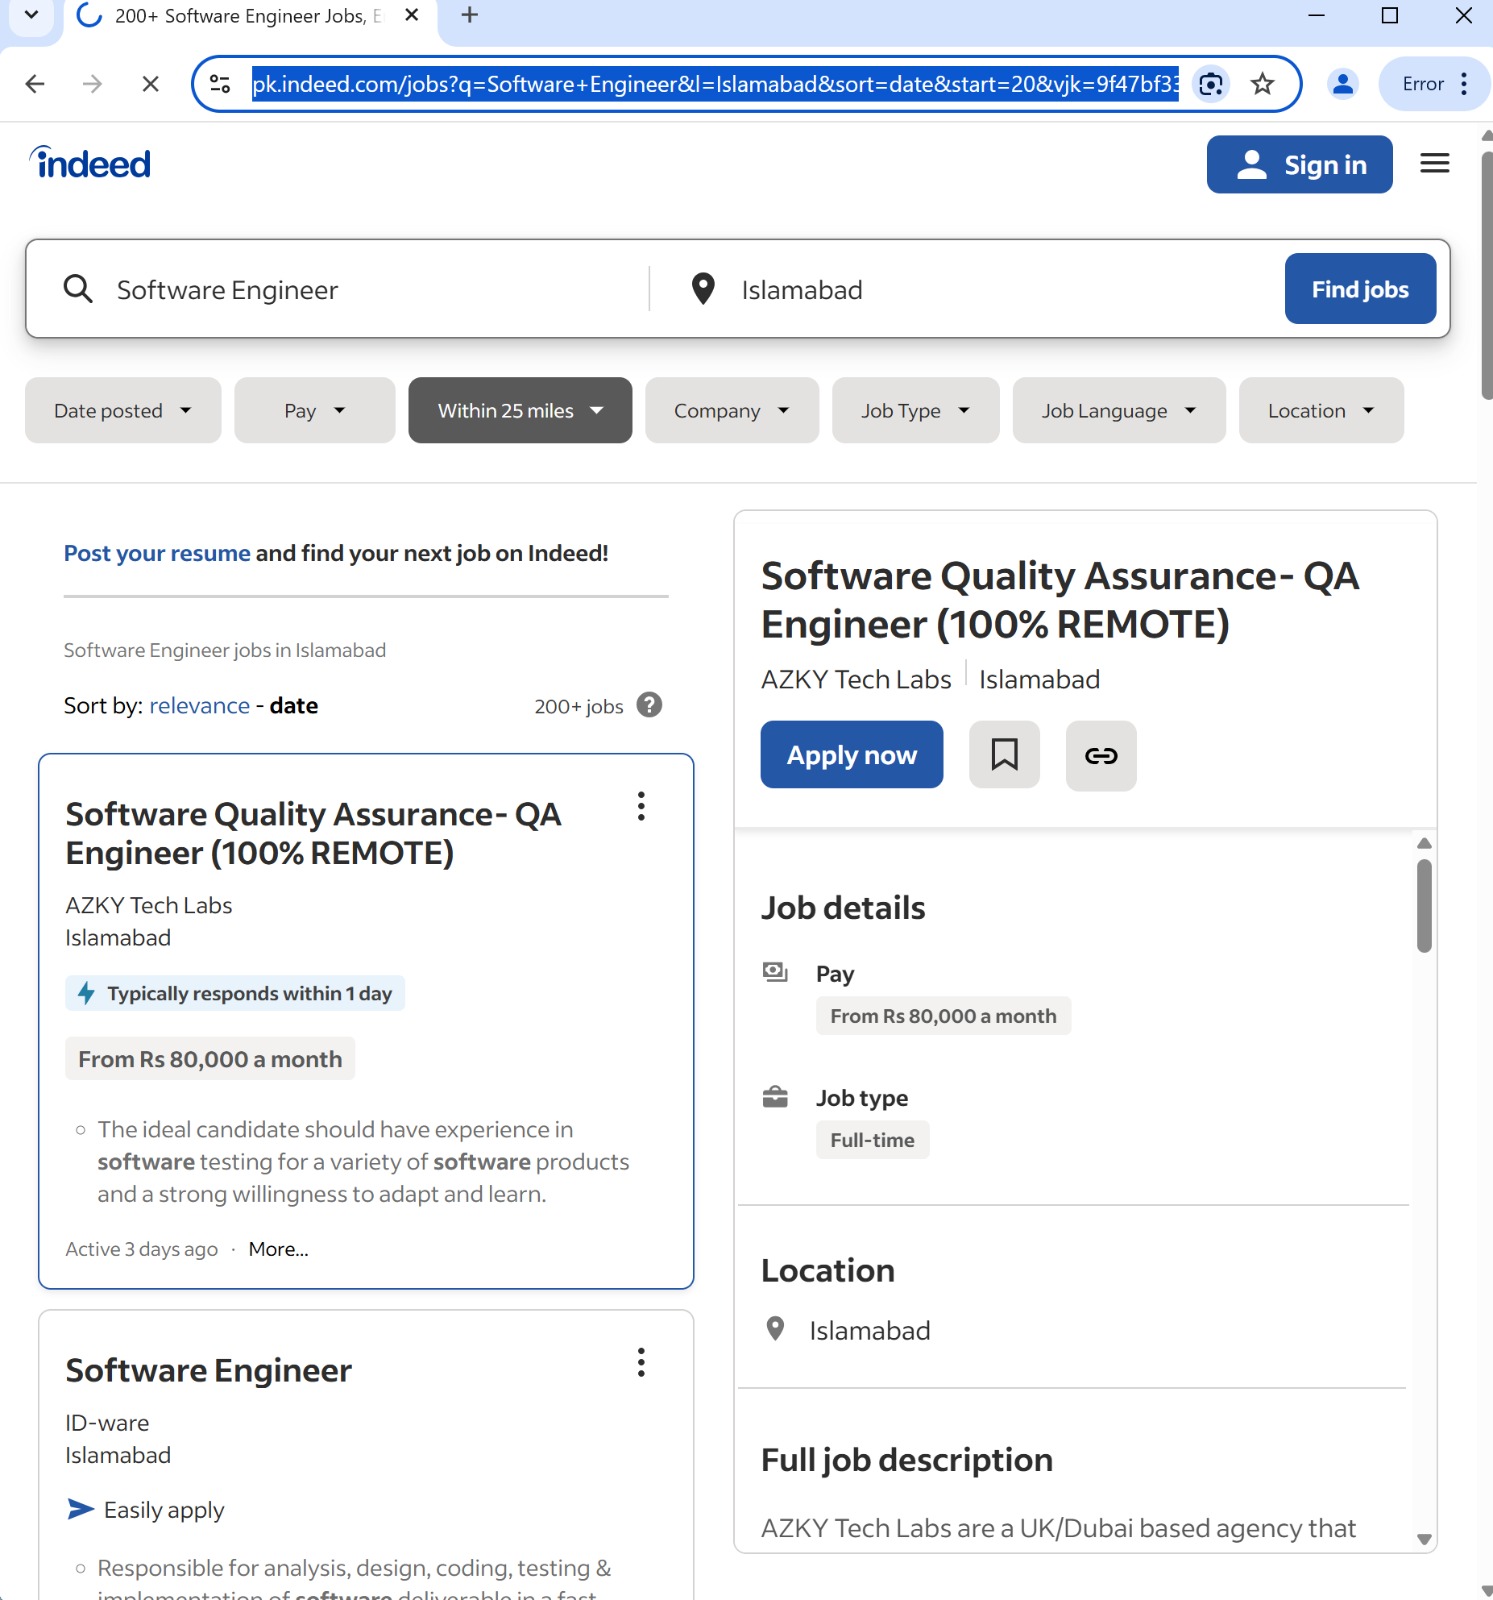 200+ Software Engineer Jobs, E
pk.indeed.com/jobs?q=Software+Engineer&l=Islamabad&sort=date&start=20&vjk=9f47bf33
Error
indeed
Sign in
Software Engineer
Islamabad
Find jobs
Date posted
Pay
Within 25 miles
Company
Job Type
Job Language
Location
Post your resume and find your next job on Indeed!
Software Engineer jobs in Islamabad
Sort by: relevance - date
200+ jobs
Software Quality Assurance- QA
Engineer (100% REMOTE)
AZKY Tech Labs
Islamabad
Typically responds within 1 day
From Rs 80,000 a month
The ideal candidate should have experience in
software testing for a variety of software products
and a strong willingness to adapt and learn.
Active 3 days ago · More...
Software Engineer
ID-ware
Islamabad
Easily apply
Responsible for analysis, design, coding, testing &
implementation of software deliverable in a fast
Software Quality Assurance- QA
Engineer (100% REMOTE)
AZKY Tech Labs
Islamabad
Apply now
Job details
Pay
From Rs 80,000 a month
Job type
Full-time
Location
Islamabad
Full job description
AZKY Tech Labs are a UK/Dubai based agency that